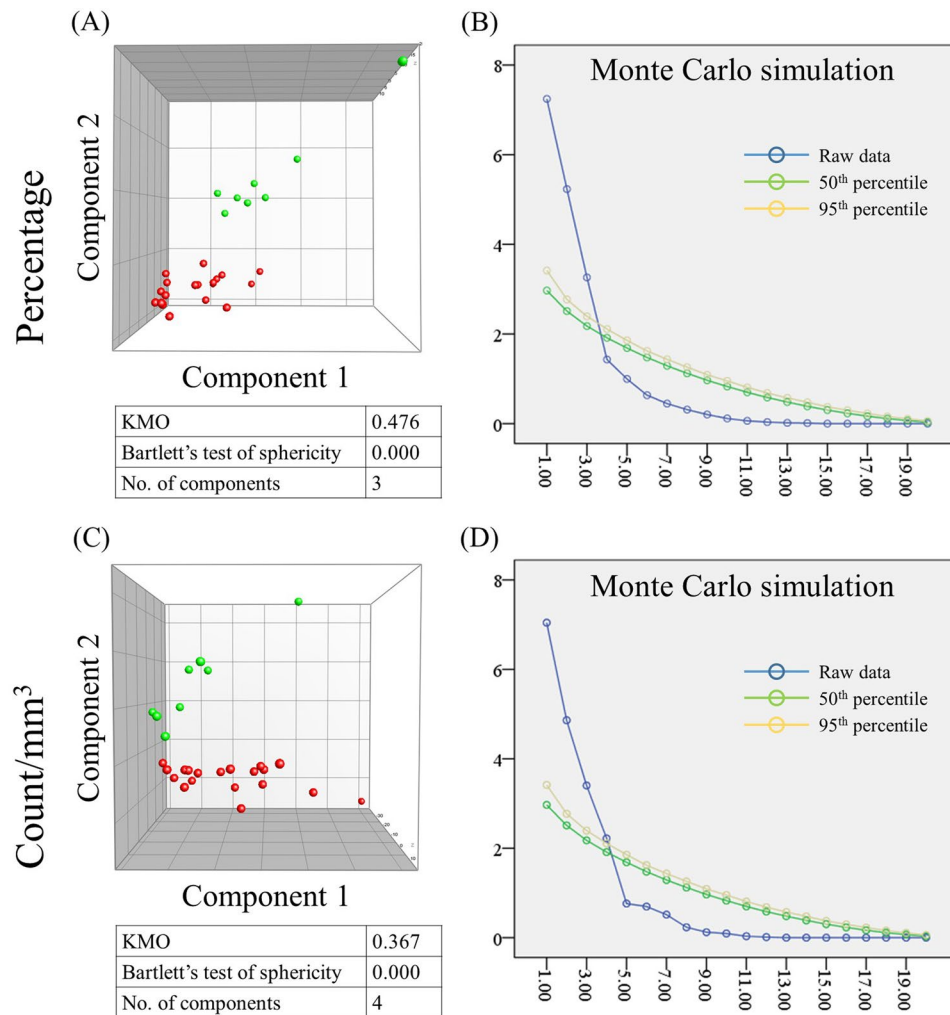 (A)
(B)
Percentage
Component 2
Component 1
KMO 0.476
Bartlett's test of sphericity 0.000
No. of components 3
Monte Carlo simulation
Raw data
50th percentile
95th percentile
8
6
4
2
0
1.00 3.00 5.00 7.00 9.00 11.00 13.00 15.00 17.00 19.00
(C)
(D)
Count/mm³
Component 2
Component 1
KMO 0.367
Bartlett's test of sphericity 0.000
No. of components 4
Monte Carlo simulation
Raw data
50th percentile
95th percentile
8
6
4
2
0
1.00 3.00 5.00 7.00 9.00 11.00 13.00 15.00 17.00 19.00